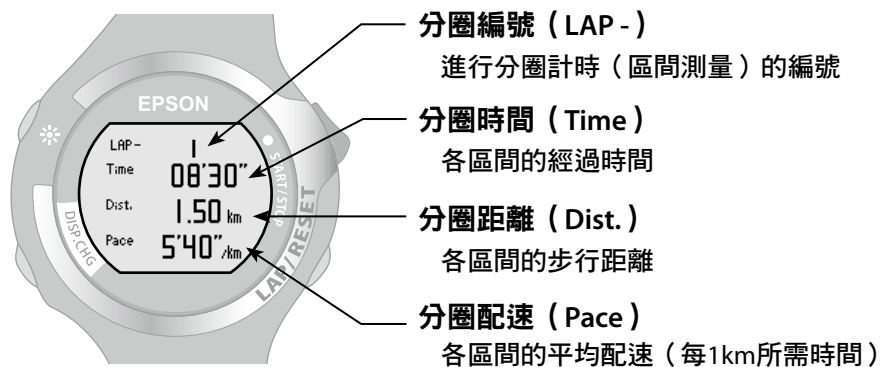 分圈編號（LAP -）
進行分圈計時（區間測量）的編號
分圈時間（Time）
各區間的經過時間
分圈距離（Dist.）
各區間的步行距離
分圈配速（Pace）
各區間的平均配速（每1km所需時間）
EPSON
LAP- 1
Time 08'30"
Dist. 1.50 km
Pace 5'40"/km
START/STOP
LAP/RESET
DISP.CHG